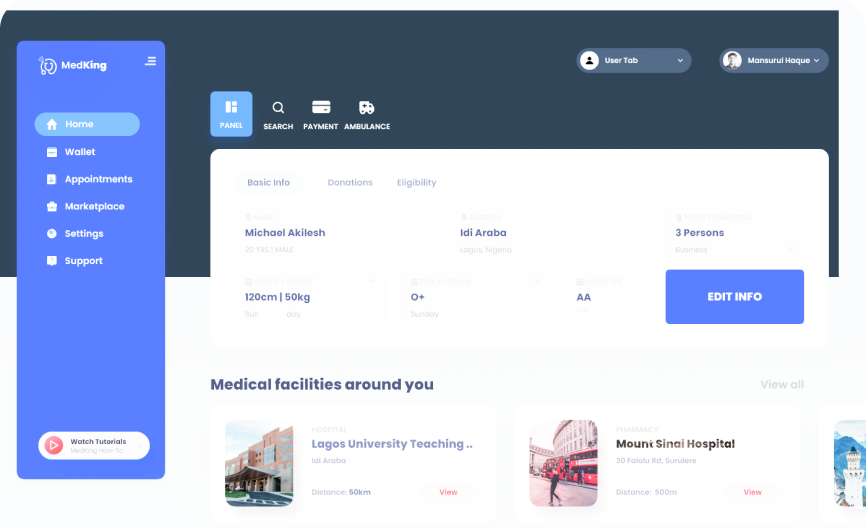 MedKing
User Tab
Mansurul Haque
PANEL
SEARCH
PAYMENT
AMBULANCE
Home
Wallet
Appointments
Marketplace
Settings
Support
Watch Tutorials
MedKing How-To
Basic Info
Donations
Eligibility
NAME
Michael Akilesh
20 YRS | MALE
ADDRESS
Idi Araba
Lagos, Nigeria
NO OF DONATIONS
3 Persons
Business
120cm | 50kg
Sun day
BLOOD GROUP
O+
Sunday
GENOTYPE
AA
EDIT INFO
Medical facilities around you
View all
HOSPITAL
Lagos University Teaching ..
Idi Araba
Distance: 50km
View
PHARMACY
Mount Sinai Hospital
30 Falolu Rd, Surulere
Distance: 500m
View